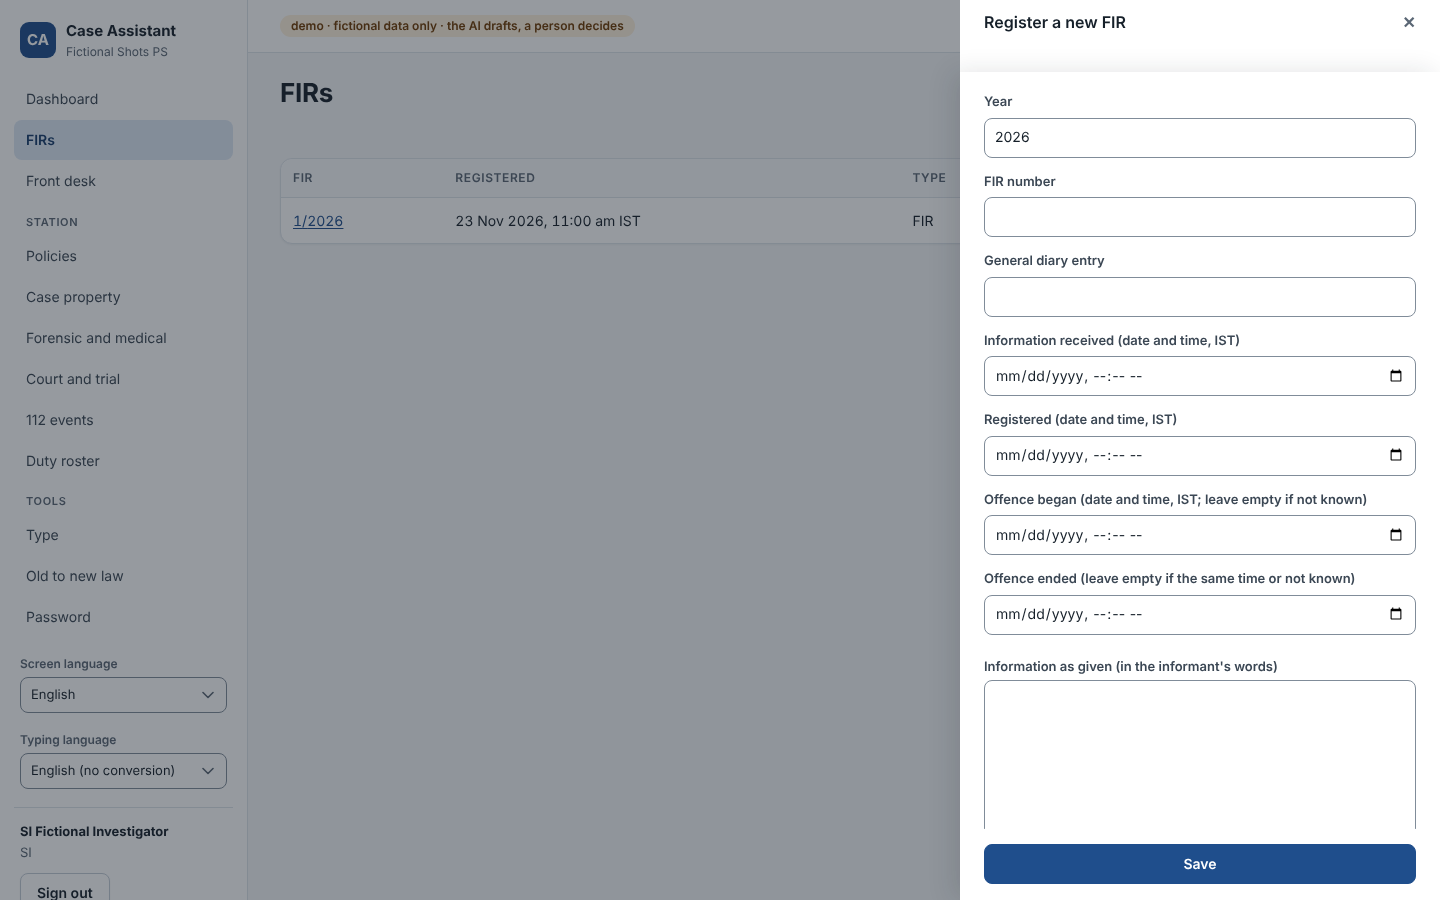 CA
Case Assistant
Fictional Shots PS
Dashboard
FIRs
Front desk
STATION
Policies
Case property
Forensic and medical
Court and trial
112 events
Duty roster
TOOLS
Type
Old to new law
Password
Screen language
English
Typing language
English (no conversion)
SI Fictional Investigator
SI
Sign out
demo · fictional data only · the AI drafts, a person decides
FIRs
FIR REGISTERED TYPE
1/2026 23 Nov 2026, 11:00 am IST FIR
Register a new FIR ×
Year
2026
FIR number
General diary entry
Information received (date and time, IST)
mm/dd/yyyy, --:-- --
Registered (date and time, IST)
mm/dd/yyyy, --:-- --
Offence began (date and time, IST; leave empty if not known)
mm/dd/yyyy, --:-- --
Offence ended (leave empty if the same time or not known)
mm/dd/yyyy, --:-- --
Information as given (in the informant's words)
Save